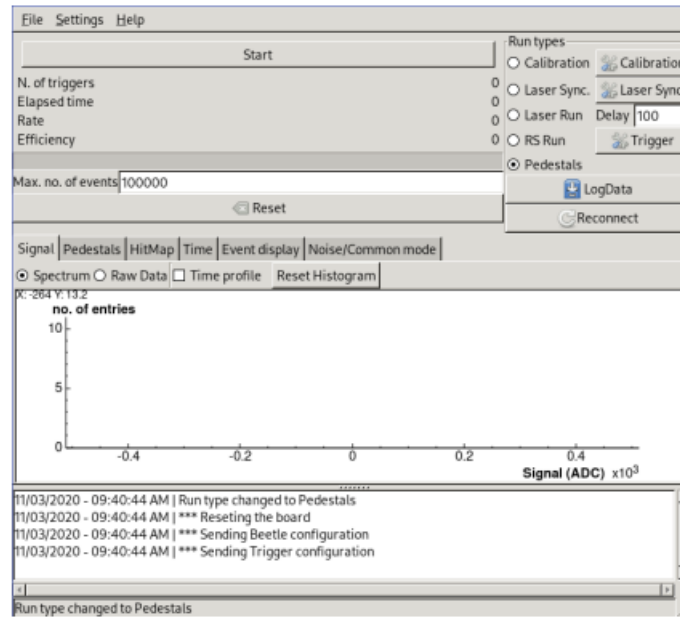 File Settings Help
Start
N. of triggers 0
Elapsed time 0
Rate 0
Efficiency 0
Max. no. of events 100000
Reset
Run types
Calibration Calibration
Laser Sync. Laser Sync
Laser Run Delay 100
RS Run Trigger
Pedestals
LogData
Reconnect
Signal Pedestals HitMap Time Event display Noise/Common mode
Spectrum Raw Data Time profile Reset Histogram
X: -264 Y: 13.2
no. of entries
10
5
0
-0.4 -0.2 0 0.2 0.4
Signal (ADC) x10³
11/03/2020 - 09:40:44 AM | Run type changed to Pedestals
11/03/2020 - 09:40:44 AM | *** Reseting the board
11/03/2020 - 09:40:44 AM | *** Sending Beetle configuration
11/03/2020 - 09:40:44 AM | *** Sending Trigger configuration
Run type changed to Pedestals